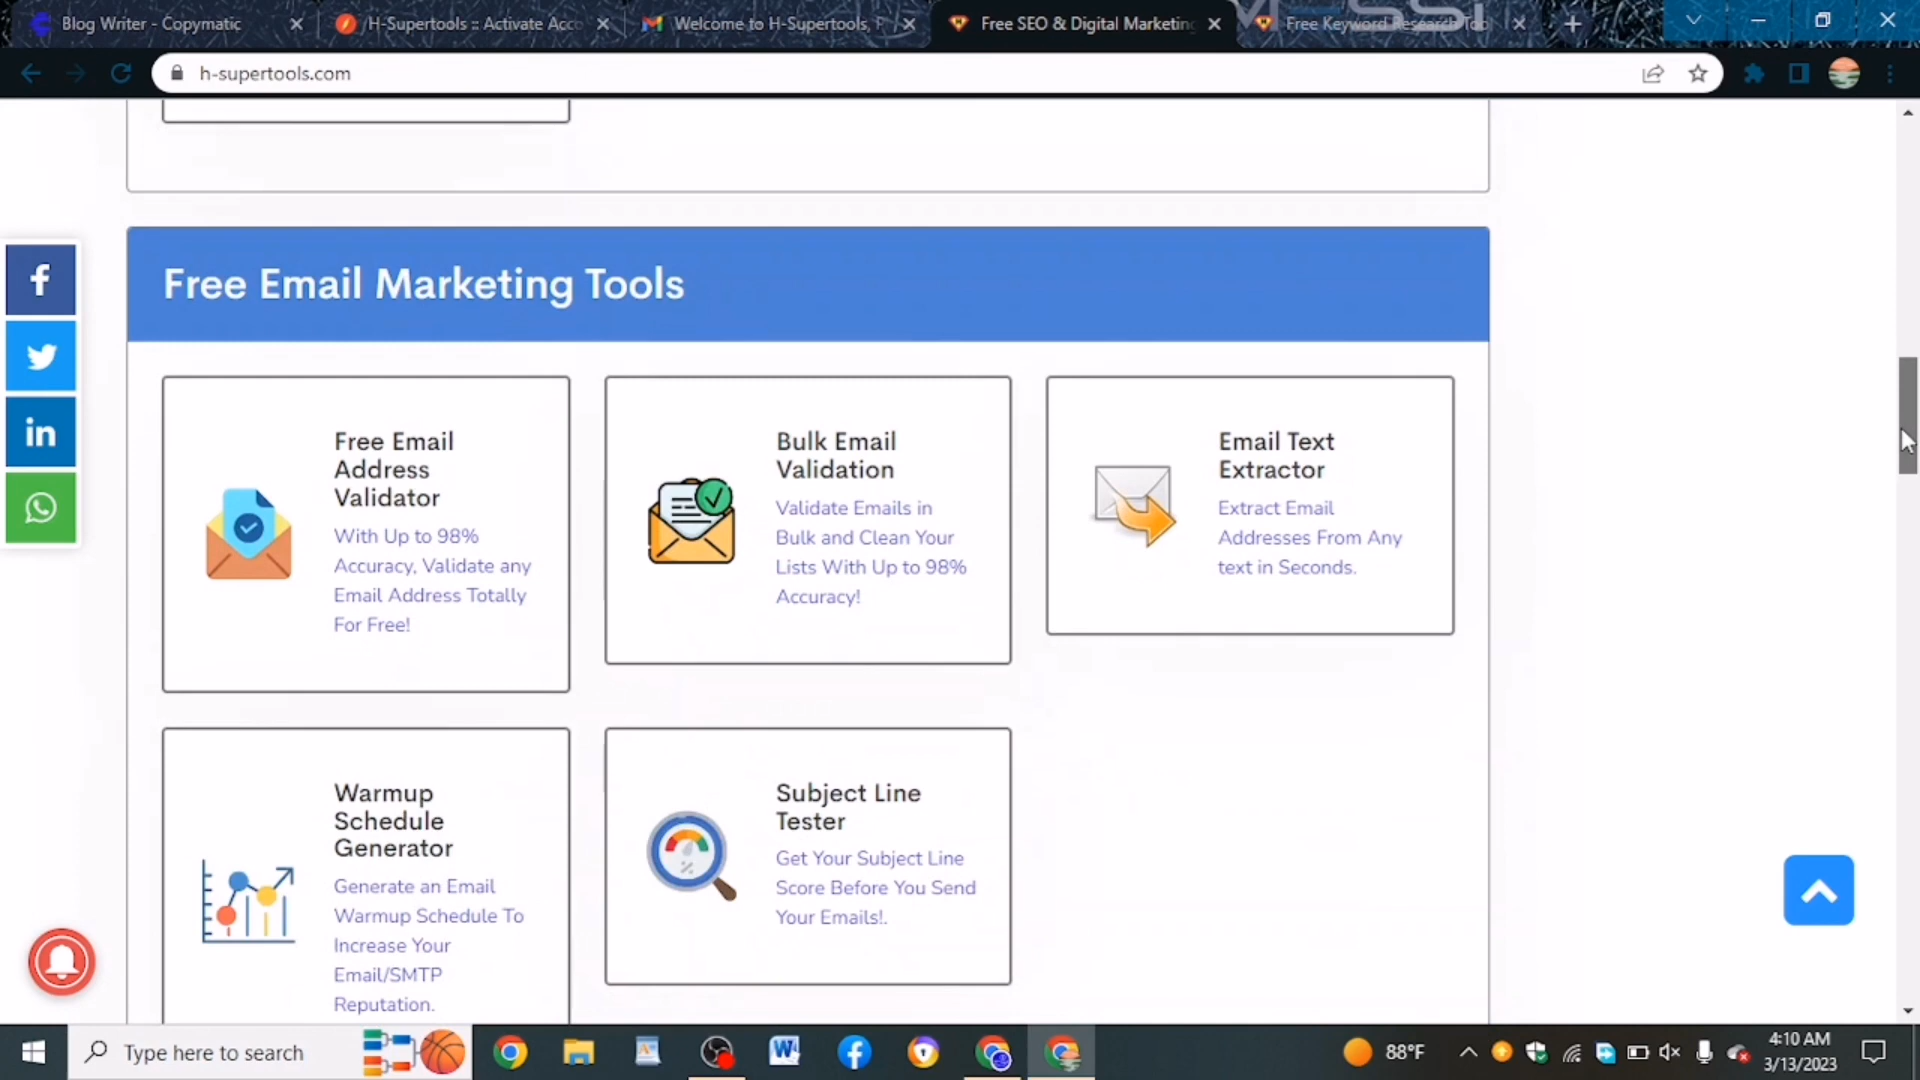 Blog Writer - Copymatic
/H-Supertools :: Activate Acco
Welcome to H-Supertools, F
Free SEO & Digital Marketing
Free Keyword Research Too
h-supertools.com
Free Email Marketing Tools
Free Email
Address
Validator
With Up to 98%
Accuracy, Validate any
Email Address Totally
For Free!
Bulk Email
Validation
Validate Emails in
Bulk and Clean Your
Lists With Up to 98%
Accuracy!
Email Text
Extractor
Extract Email
Addresses From Any
text in Seconds.
Warmup
Schedule
Generator
Generate an Email
Warmup Schedule To
Increase Your
Email/SMTP
Reputation.
Subject Line
Tester
Get Your Subject Line
Score Before You Send
Your Emails!.
Type here to search
88°F
4:10 AM
3/13/2023